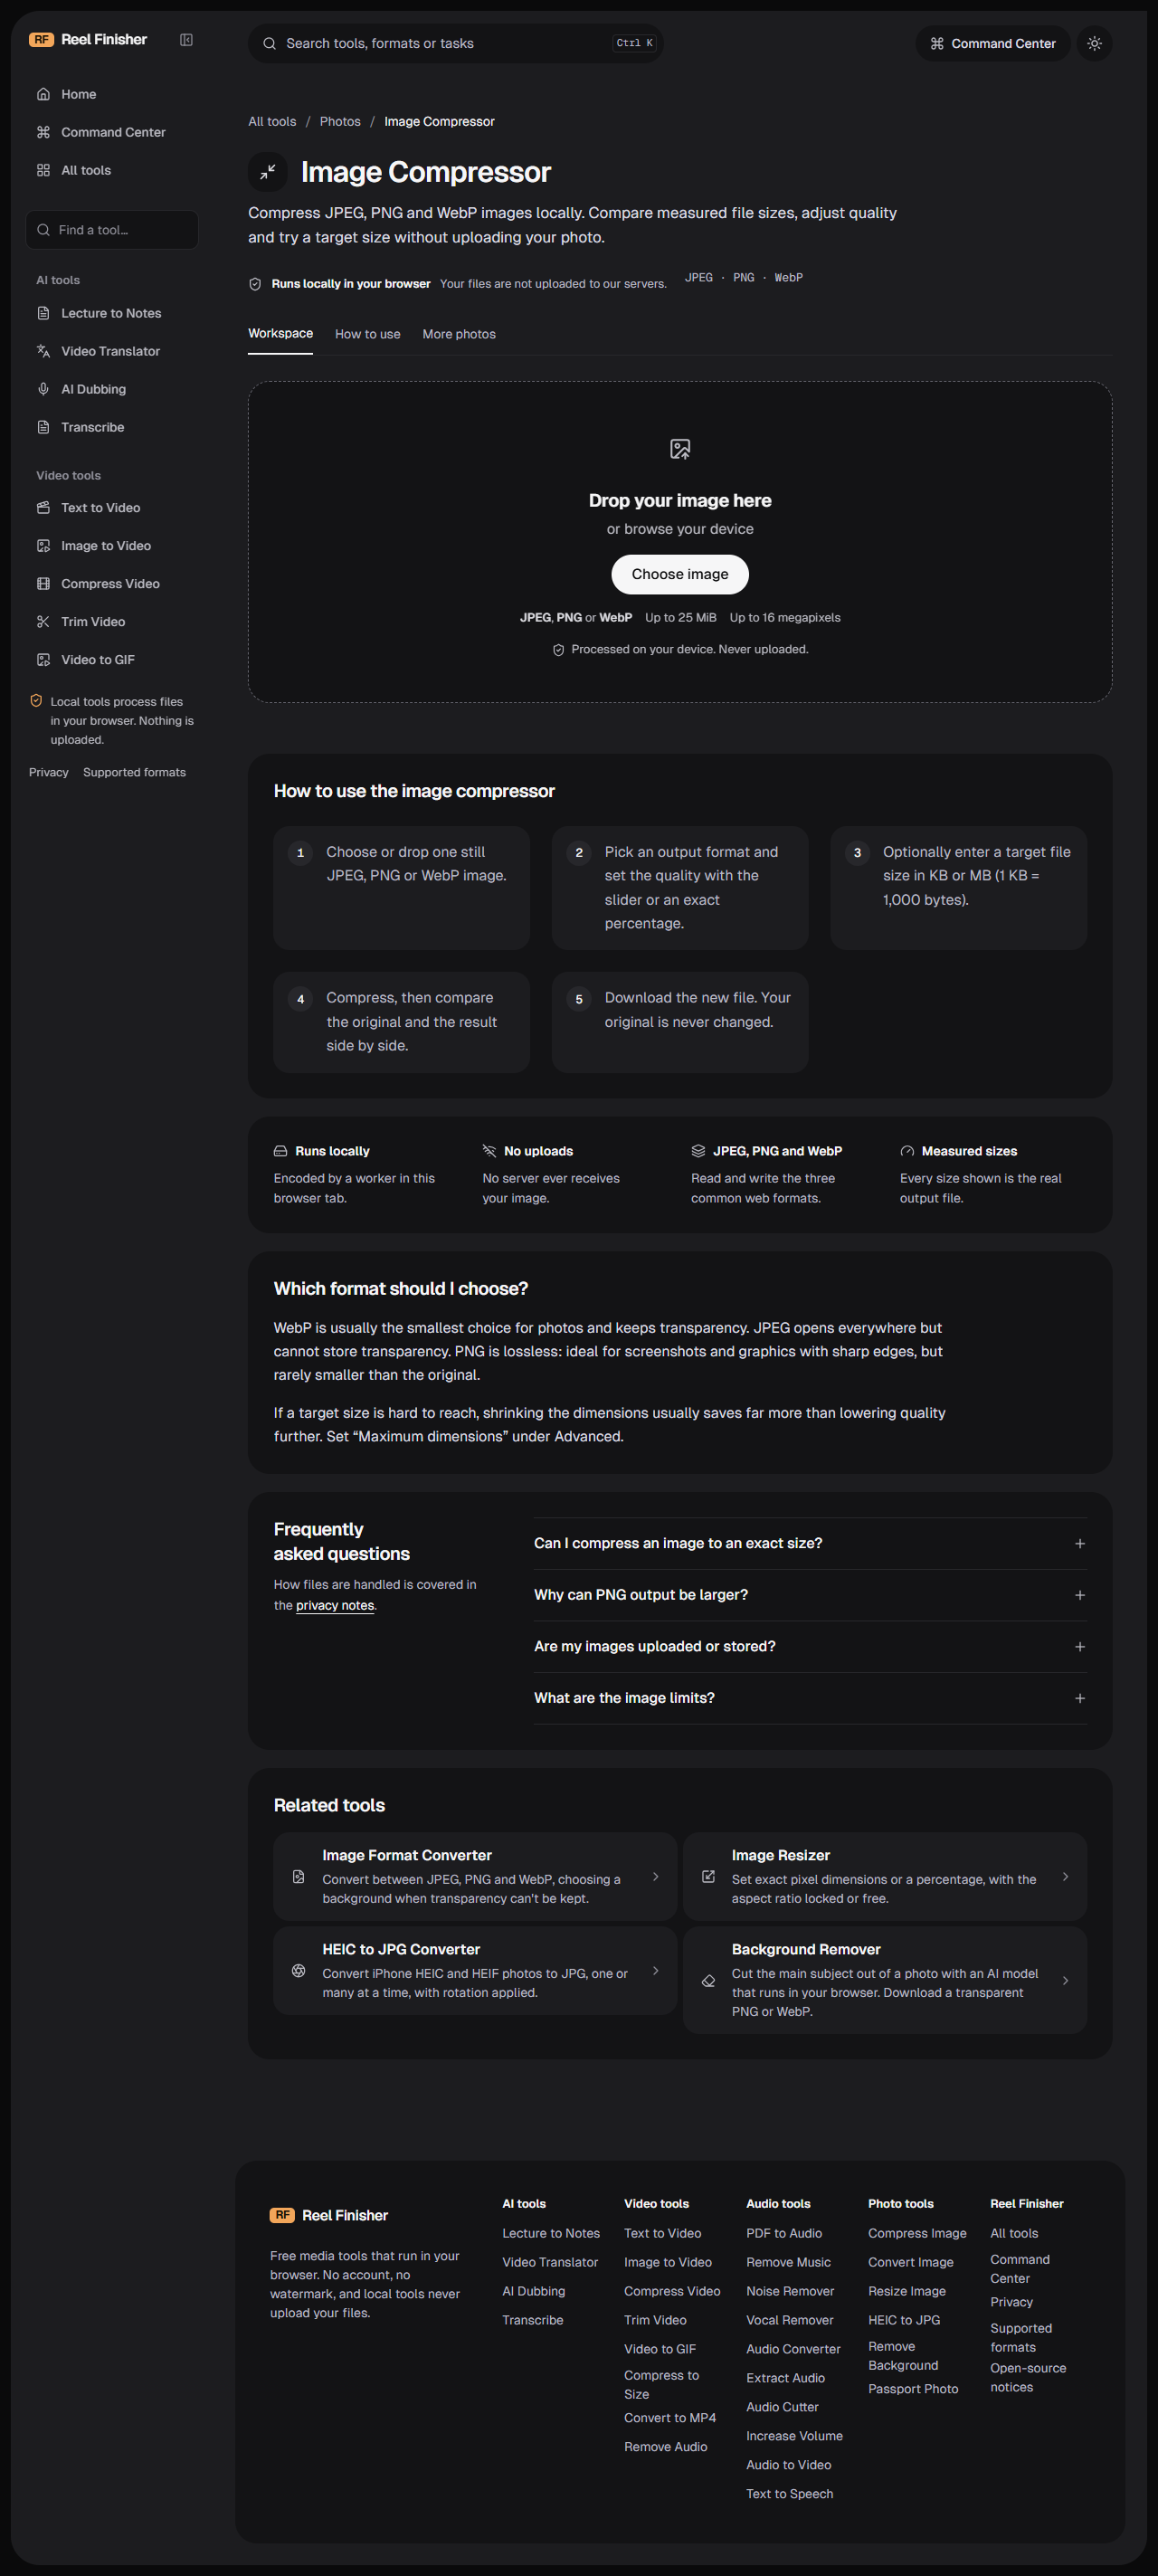 RF Reel Finisher
Home
Command Center
All tools
Find a tool...
AI tools
Lecture to Notes
Video Translator
AI Dubbing
Transcribe
Video tools
Text to Video
Image to Video
Compress Video
Trim Video
Video to GIF
Local tools process files
in your browser. Nothing is
uploaded.
Privacy Supported formats
Search tools, formats or tasks Ctrl K
Command Center
All tools / Photos / Image Compressor
Image Compressor
Compress JPEG, PNG and WebP images locally. Compare measured file sizes, adjust quality
and try a target size without uploading your photo.
Runs locally in your browser Your files are not uploaded to our servers. JPEG · PNG · WebP
Workspace How to use More photos
Drop your image here
or browse your device
Choose image
JPEG, PNG or WebP Up to 25 MiB Up to 16 megapixels
Processed on your device. Never uploaded.
How to use the image compressor
1 Choose or drop one still
JPEG, PNG or WebP image.
2 Pick an output format and
set the quality with the
slider or an exact
percentage.
3 Optionally enter a target file
size in KB or MB (1 KB =
1,000 bytes).
4 Compress, then compare
the original and the result
side by side.
5 Download the new file. Your
original is never changed.
Runs locally
Encoded by a worker in this
browser tab.
No uploads
No server ever receives
your image.
JPEG, PNG and WebP
Read and write the three
common web formats.
Measured sizes
Every size shown is the real
output file.
Which format should I choose?
WebP is usually the smallest choice for photos and keeps transparency. JPEG opens everywhere but
cannot store transparency. PNG is lossless: ideal for screenshots and graphics with sharp edges, but
rarely smaller than the original.
If a target size is hard to reach, shrinking the dimensions usually saves far more than lowering quality
further. Set “Maximum dimensions” under Advanced.
Frequently
asked questions
How files are handled is covered in
the privacy notes.
Can I compress an image to an exact size?
Why can PNG output be larger?
Are my images uploaded or stored?
What are the image limits?
Related tools
Image Format Converter
Convert between JPEG, PNG and WebP, choosing a
background when transparency can't be kept.
Image Resizer
Set exact pixel dimensions or a percentage, with the
aspect ratio locked or free.
HEIC to JPG Converter
Convert iPhone HEIC and HEIF photos to JPG, one or
many at a time, with rotation applied.
Background Remover
Cut the main subject out of a photo with an AI model
that runs in your browser. Download a transparent
PNG or WebP.
RF Reel Finisher
Free media tools that run in your
browser. No account, no
watermark, and local tools never
upload your files.
AI tools
Lecture to Notes
Video Translator
AI Dubbing
Transcribe
Video tools
Text to Video
Image to Video
Compress Video
Trim Video
Video to GIF
Compress to
Size
Convert to MP4
Remove Audio
Audio tools
PDF to Audio
Remove Music
Noise Remover
Vocal Remover
Audio Converter
Extract Audio
Audio Cutter
Increase Volume
Audio to Video
Text to Speech
Photo tools
Compress Image
Convert Image
Resize Image
HEIC to JPG
Remove
Background
Passport Photo
Reel Finisher
All tools
Command
Center
Privacy
Supported
formats
Open-source
notices